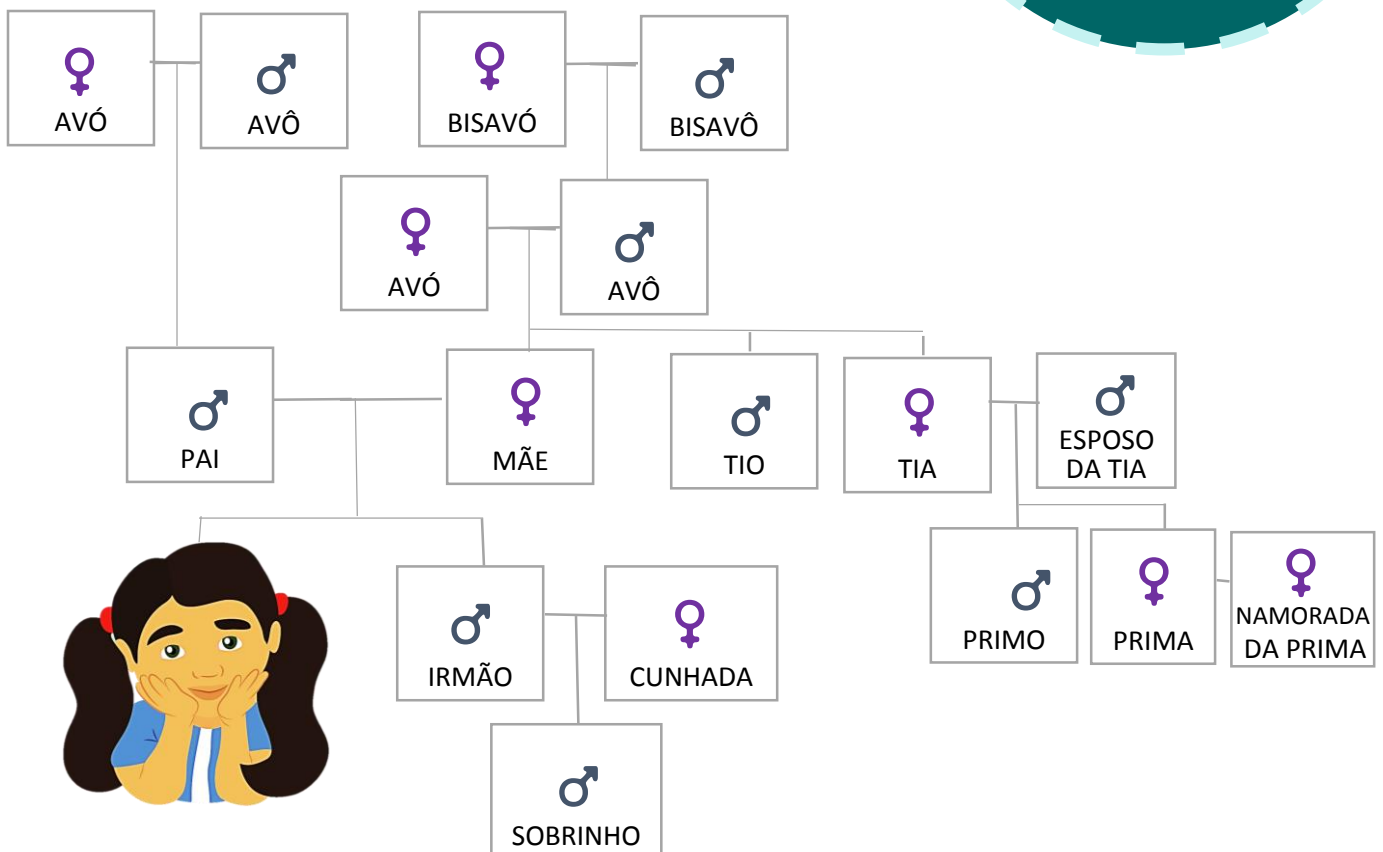 AVÓ
AVÔ
BISAVÓ
BISAVÔ
AVÓ
AVÔ
PAI
MÃE
TIO
TIA
ESPOSO
DA TIA
IRMÃO
CUNHADA
PRIMO
PRIMA
NAMORADA
DA PRIMA
SOBRINHO